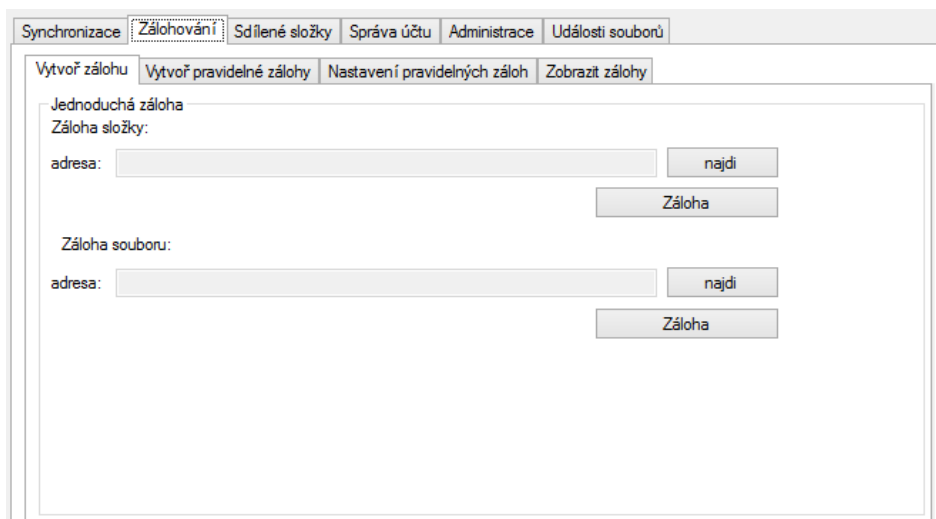 Synchronizace Zálohování Sdílené složky Správa účtu Administrace Události souborů
Vytvoř zálohu Vytvoř pravidelné zálohy Nastavení pravidelných záloh Zobrazit zálohy
Jednoduchá záloha
Záloha složky:
adresa: najdi
Záloha
Záloha souboru:
adresa: najdi
Záloha